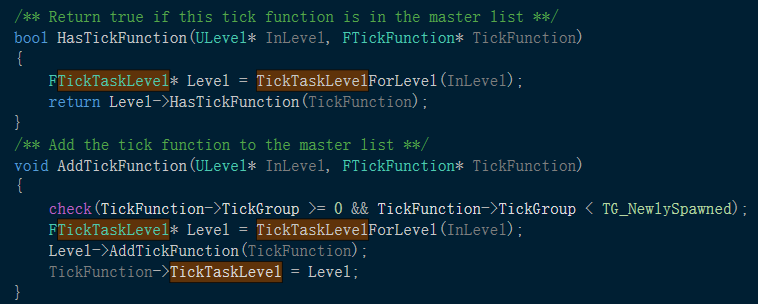 /** Return true if this tick function is in the master list **/
bool HasTickFunction(ULevel* InLevel, FTickFunction* TickFunction)
{
FTickTaskLevel* Level = TickTaskLevelForLevel(InLevel);
return Level->HasTickFunction(TickFunction);
}
/** Add the tick function to the master list **/
void AddTickFunction(ULevel* InLevel, FTickFunction* TickFunction)
{
check(TickFunction->TickGroup >= 0 && TickFunction->TickGroup < TG_NewlySpawned);
FTickTaskLevel* Level = TickTaskLevelForLevel(InLevel);
Level->AddTickFunction(TickFunction);
TickFunction->TickTaskLevel = Level;
}